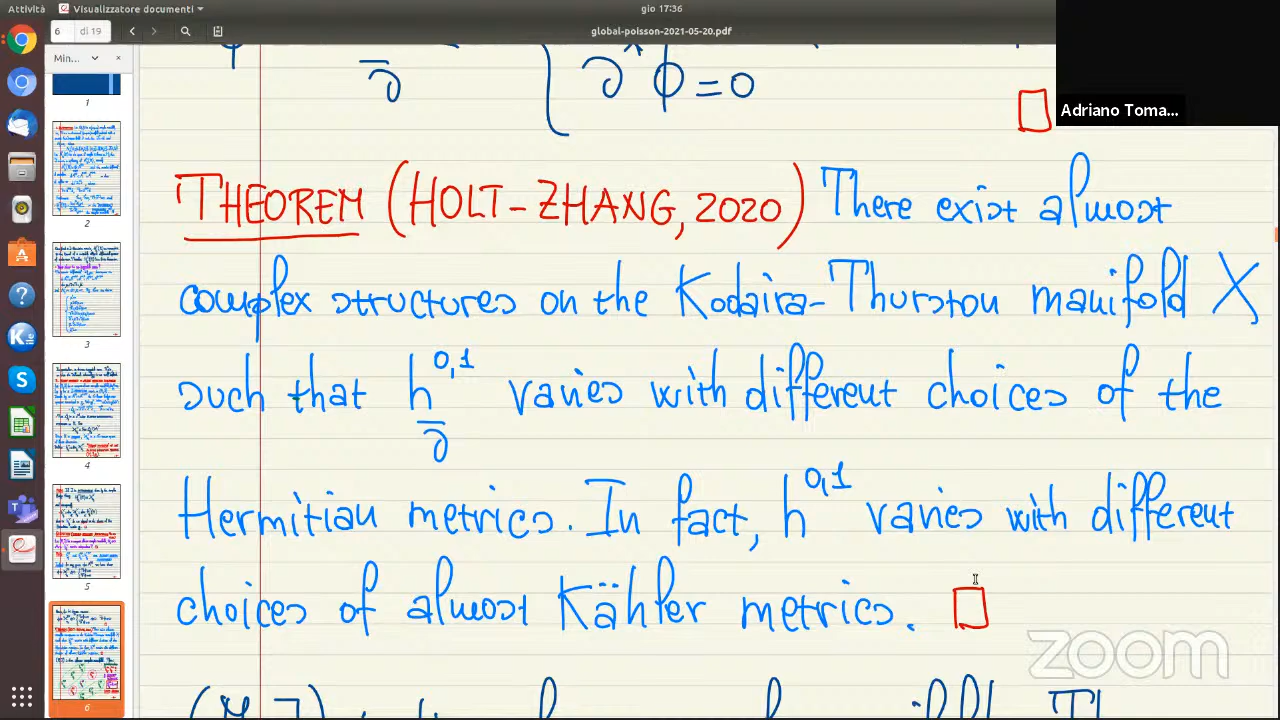 Attività
Visualizzatore documenti
gio 17:36
6 di 19
global-poisson-2021-05-20.pdf
Min...
1
2
3
4
5
6
Adriano Toma...
∂̄
∂* ϕ = 0
THEOREM (HOLT-ZHANG, 2020) There exist almost
complex structures on the Kodaira-Thurston manifold X
such that h^{0,1}_{∂̄} varies with different choices of the
Hermitian metrics. In fact, h^{0,1} varies with different
choices of almost Kähler metrics. □
zoom